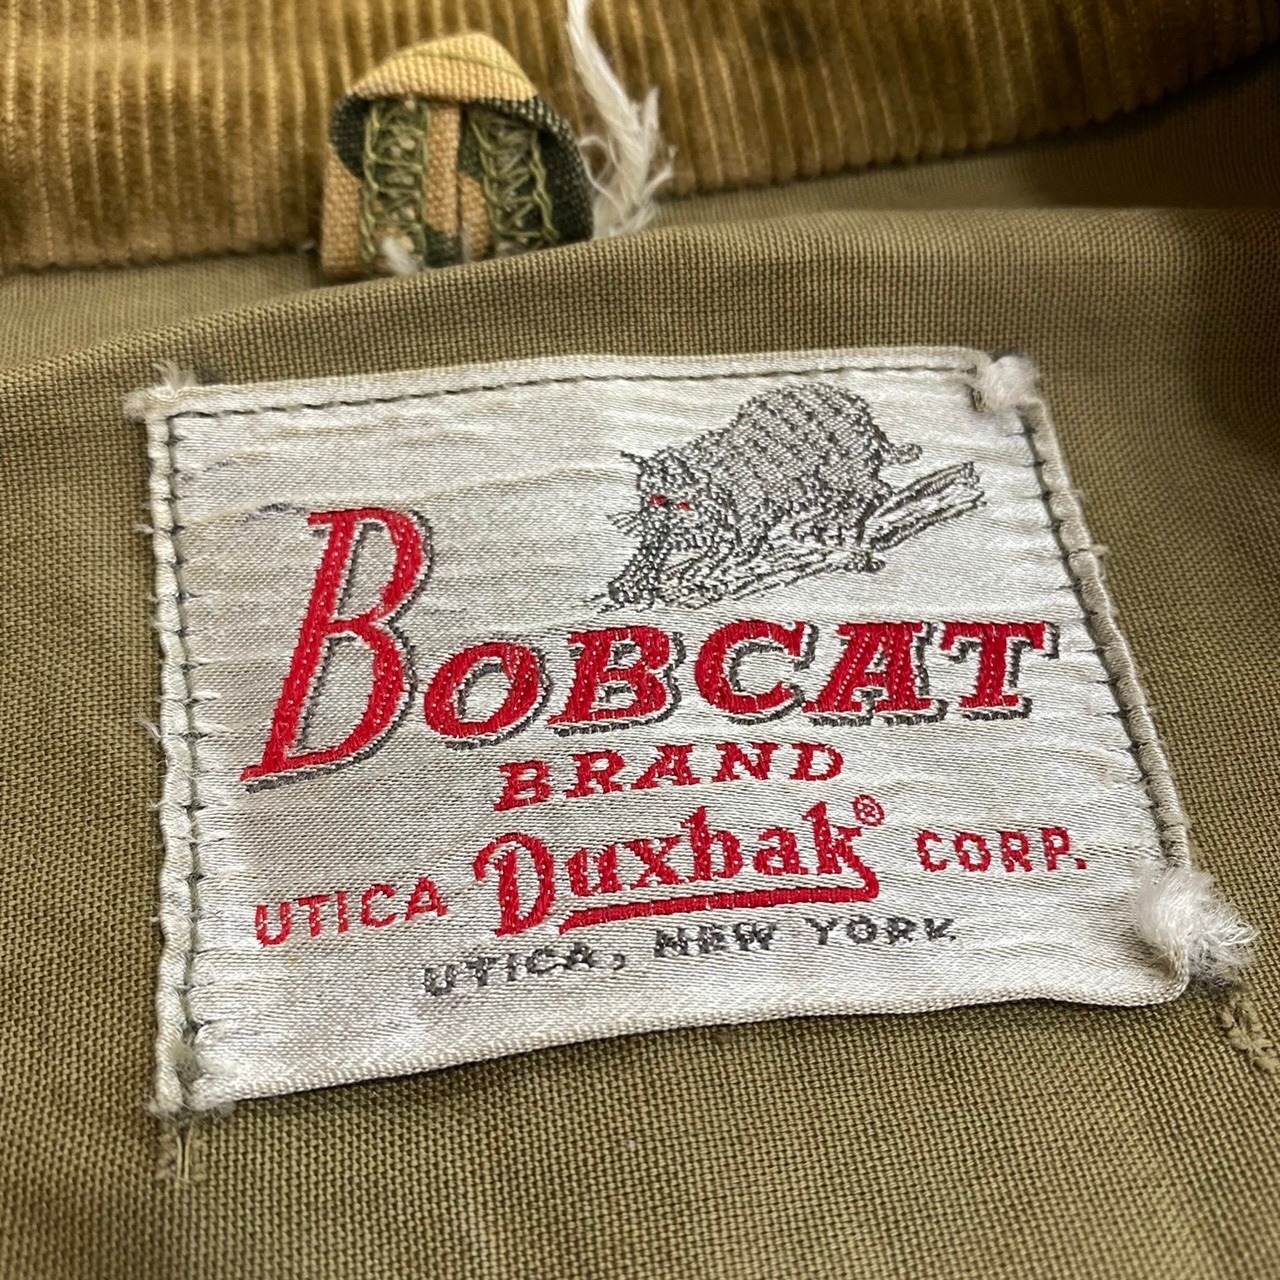 BOBCAT
BRAND
UTICA Duxbak® CORP.
UTICA, NEW YORK.